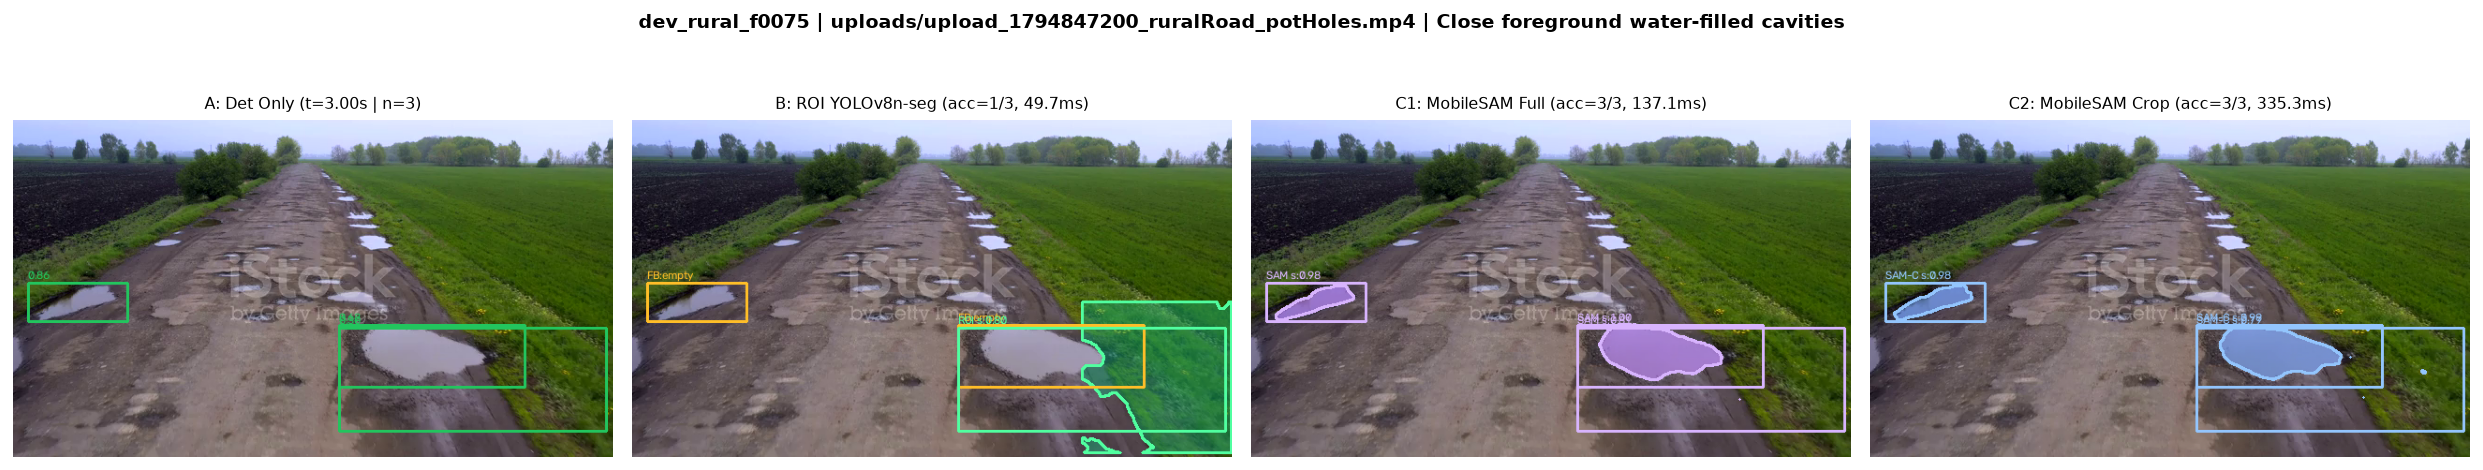 dev_rural_f0075 | uploads/upload_1794847200_ruralRoad_potHoles.mp4 | Close foreground water-filled cavities
A: Det Only (t=3.00s | n=3)
B: ROI YOLOv8n-seg (acc=1/3, 49.7ms)
C1: MobileSAM Full (acc=3/3, 137.1ms)
C2: MobileSAM Crop (acc=3/3, 335.3ms)
0.86
iStock
by Getty Images
FB:empty
iStock
by Getty Images
SAM s:0.98
iStock
by Getty Images
SAM-C s:0.98
iStock
by Getty Images